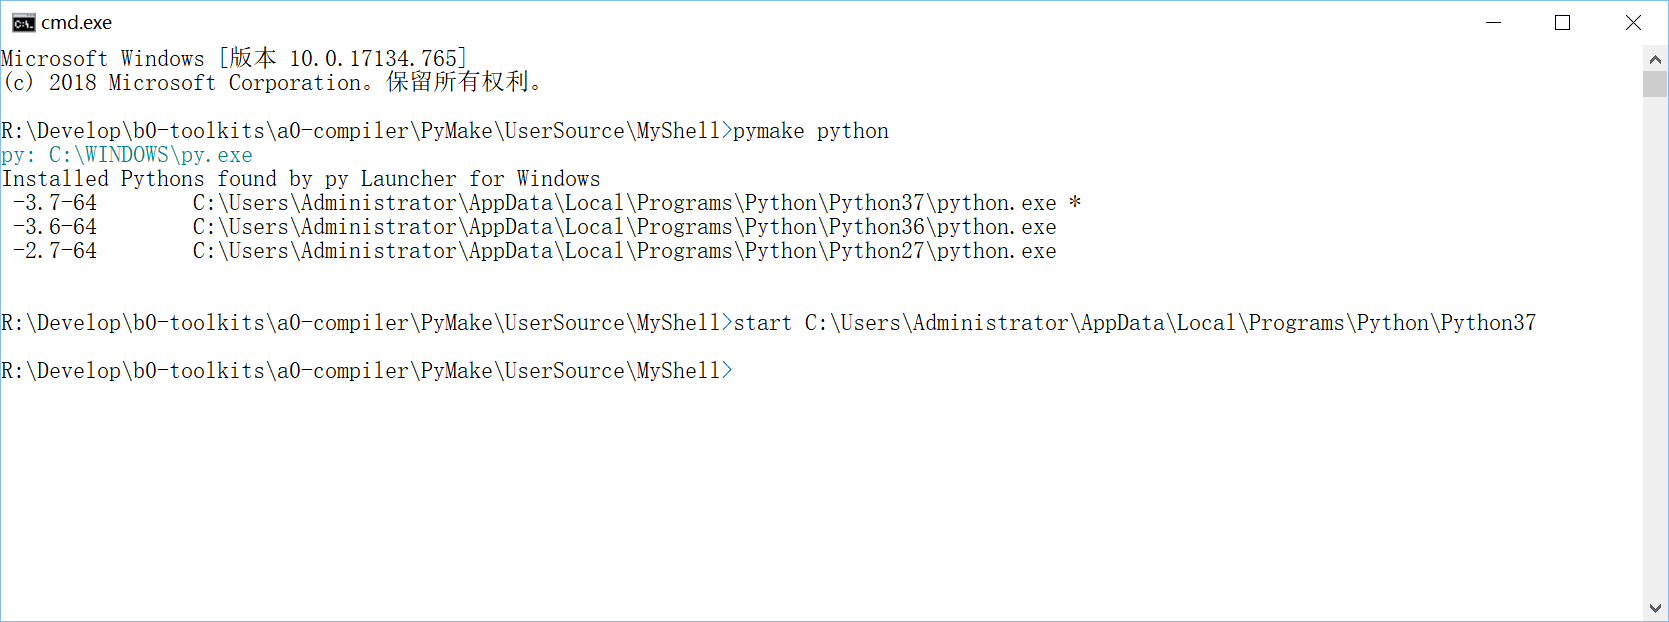 cmd.exe
Microsoft Windows [版本 10.0.17134.765]
(c) 2018 Microsoft Corporation。保留所有权利。
R:\Develop\b0-toolkits\a0-compiler\PyMake\UserSource\MyShell>pymake python
py: C:\WINDOWS\py.exe
Installed Pythons found by py Launcher for Windows
 -3.7-64        C:\Users\Administrator\AppData\Local\Programs\Python\Python37\python.exe *
 -3.6-64        C:\Users\Administrator\AppData\Local\Programs\Python\Python36\python.exe
 -2.7-64        C:\Users\Administrator\AppData\Local\Programs\Python\Python27\python.exe
R:\Develop\b0-toolkits\a0-compiler\PyMake\UserSource\MyShell>start C:\Users\Administrator\AppData\Local\Programs\Python\Python37
R:\Develop\b0-toolkits\a0-compiler\PyMake\UserSource\MyShell>